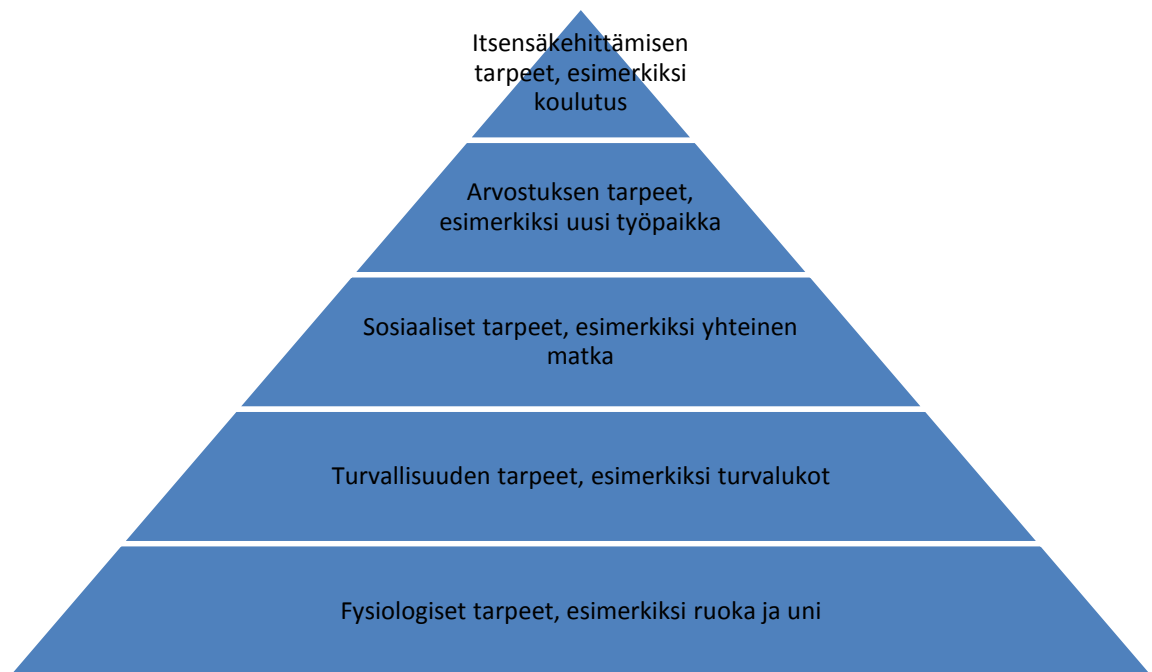 Itsensäkehittämisen
tarpeet, esimerkiksi
koulutus
Arvostuksen tarpeet,
esimerkiksi uusi työpaikka
Sosiaaliset tarpeet, esimerkiksi yhteinen
matka
Turvallisuuden tarpeet, esimerkiksi turvalukot
Fysiologiset tarpeet, esimerkiksi ruoka ja uni